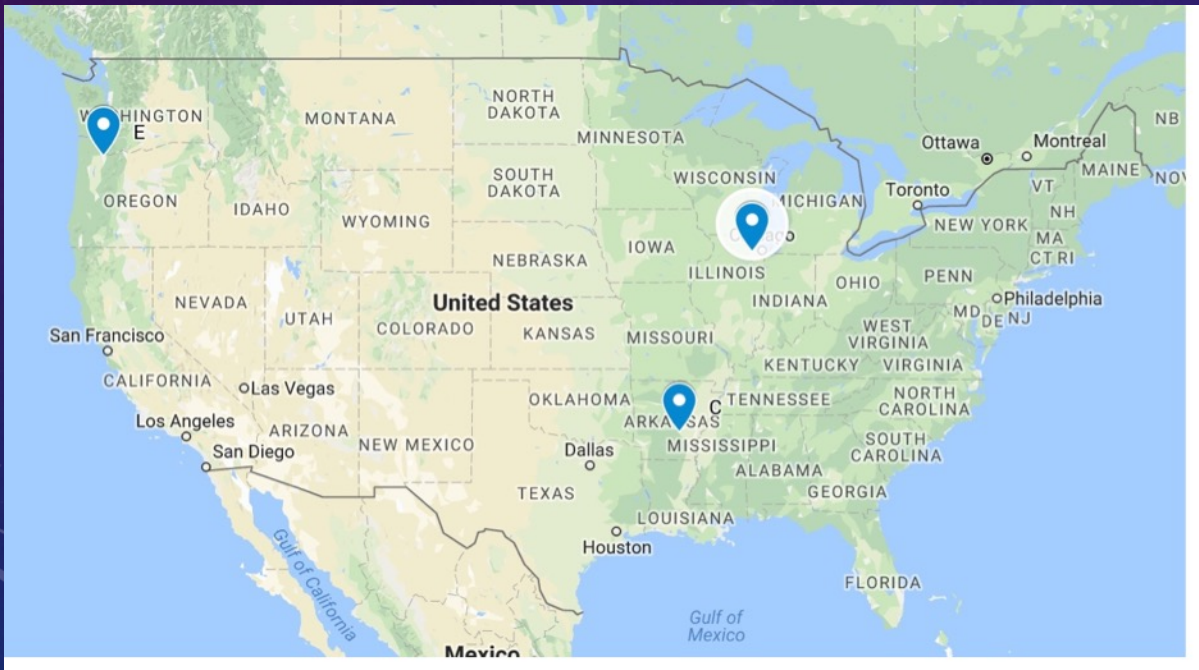 WASHINGTON
E
MONTANA
NORTH
DAKOTA
MINNESOTA
Ottawa
Montreal
NB
MAINE
NO
OREGON
IDAHO
SOUTH
DAKOTA
WISCONSIN
MICHIGAN
Toronto
VT
NH
NEW YORK
MA
CT RI
WYOMING
IOWA
Chicago
NEBRASKA
ILLINOIS
INDIANA
OHIO
PENN
Philadelphia
MD
DE
NJ
NEVADA
UTAH
United States
COLORADO
KANSAS
MISSOURI
WEST
VIRGINIA
KENTUCKY
VIRGINIA
San Francisco
CALIFORNIA
Las Vegas
OKLAHOMA
ARKANSAS
C
TENNESSEE
NORTH
CAROLINA
Los Angeles
ARIZONA
NEW MEXICO
San Diego
Dallas
MISSISSIPPI
SOUTH
CAROLINA
ALABAMA
GEORGIA
TEXAS
LOUISIANA
Houston
Gulf of California
FLORIDA
Gulf of
Mexico
Mexico